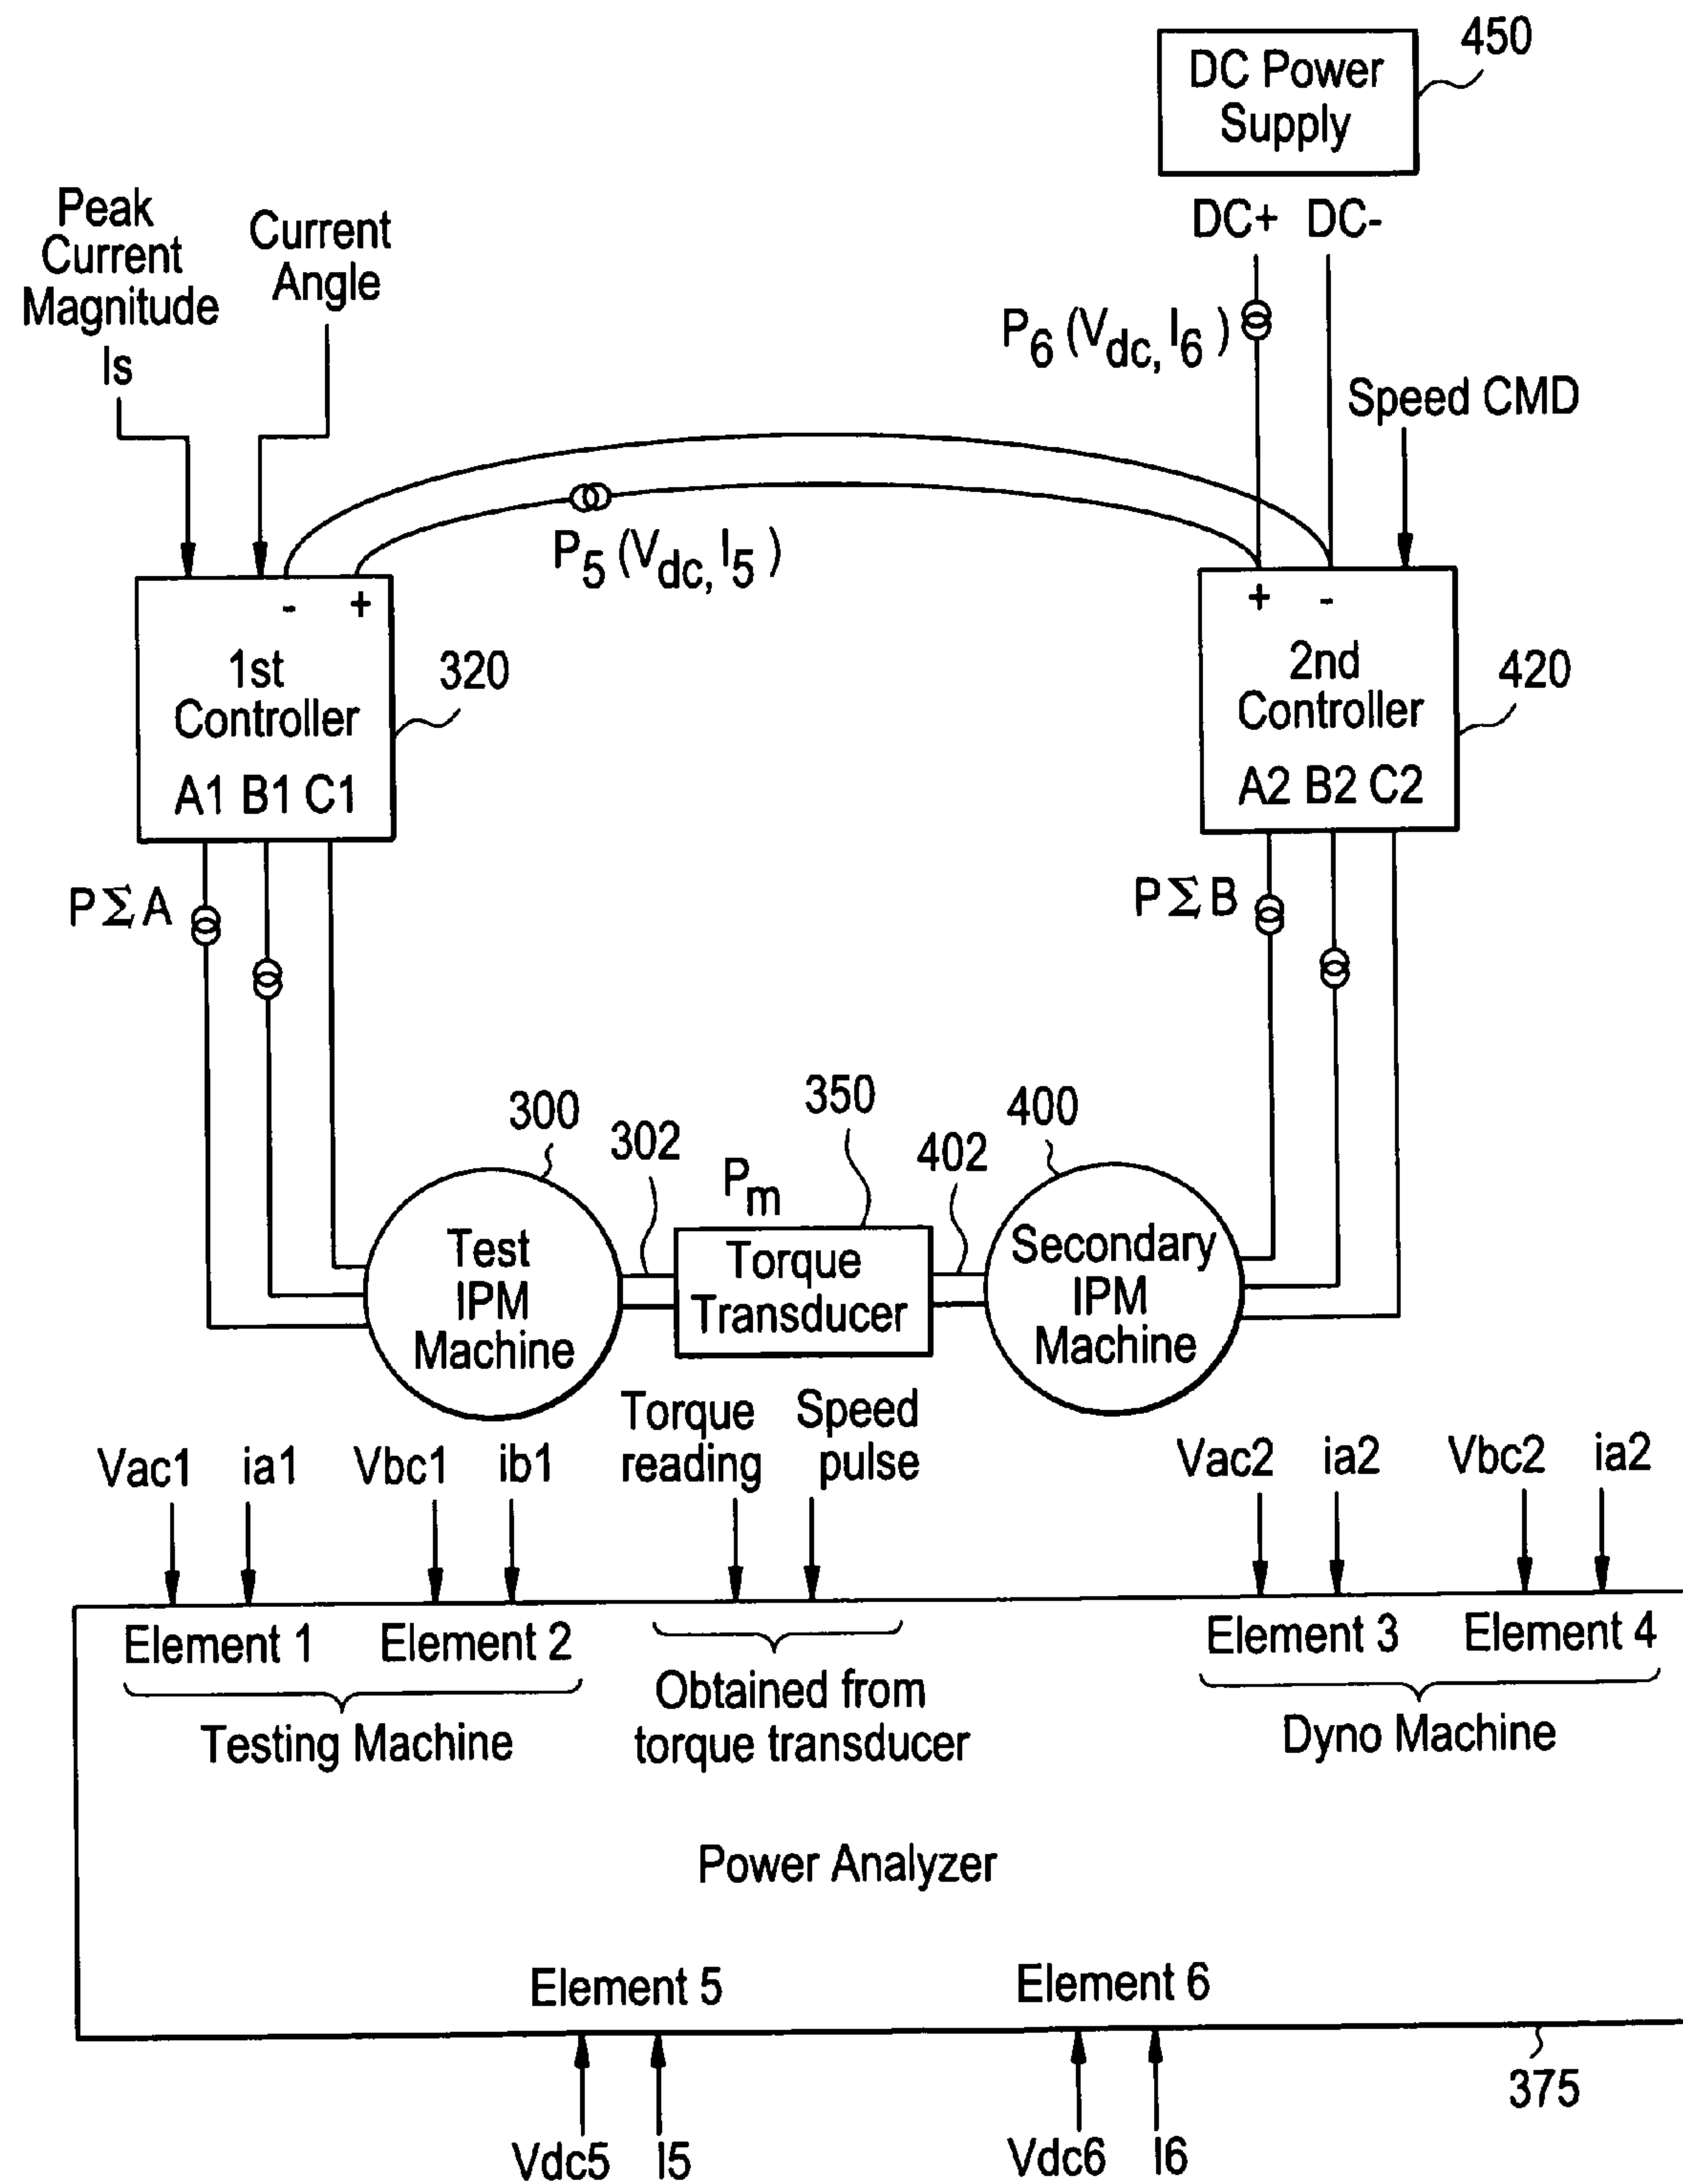 450
DC Power
Supply
DC+ DC-
Peak
Current
Magnitude
Is
Current
Angle
P6 (Vdc, I6 )
Speed CMD
P5 (Vdc, I5 )
- +
1st
Controller
A1 B1 C1
320
+ -
2nd
Controller
A2 B2 C2
420
PΣA
PΣB
300
302
Pm
350
402
400
Test
IPM
Machine
Torque
Transducer
Secondary
IPM
Machine
Vac1 ia1 Vbc1 ib1
Torque
reading
Speed
pulse
Vac2 ia2 Vbc2 ia2
Element 1 Element 2
Testing Machine
Obtained from
torque transducer
Element 3 Element 4
Dyno Machine
Power Analyzer
Element 5 Element 6
375
Vdc5 I5 Vdc6 I6